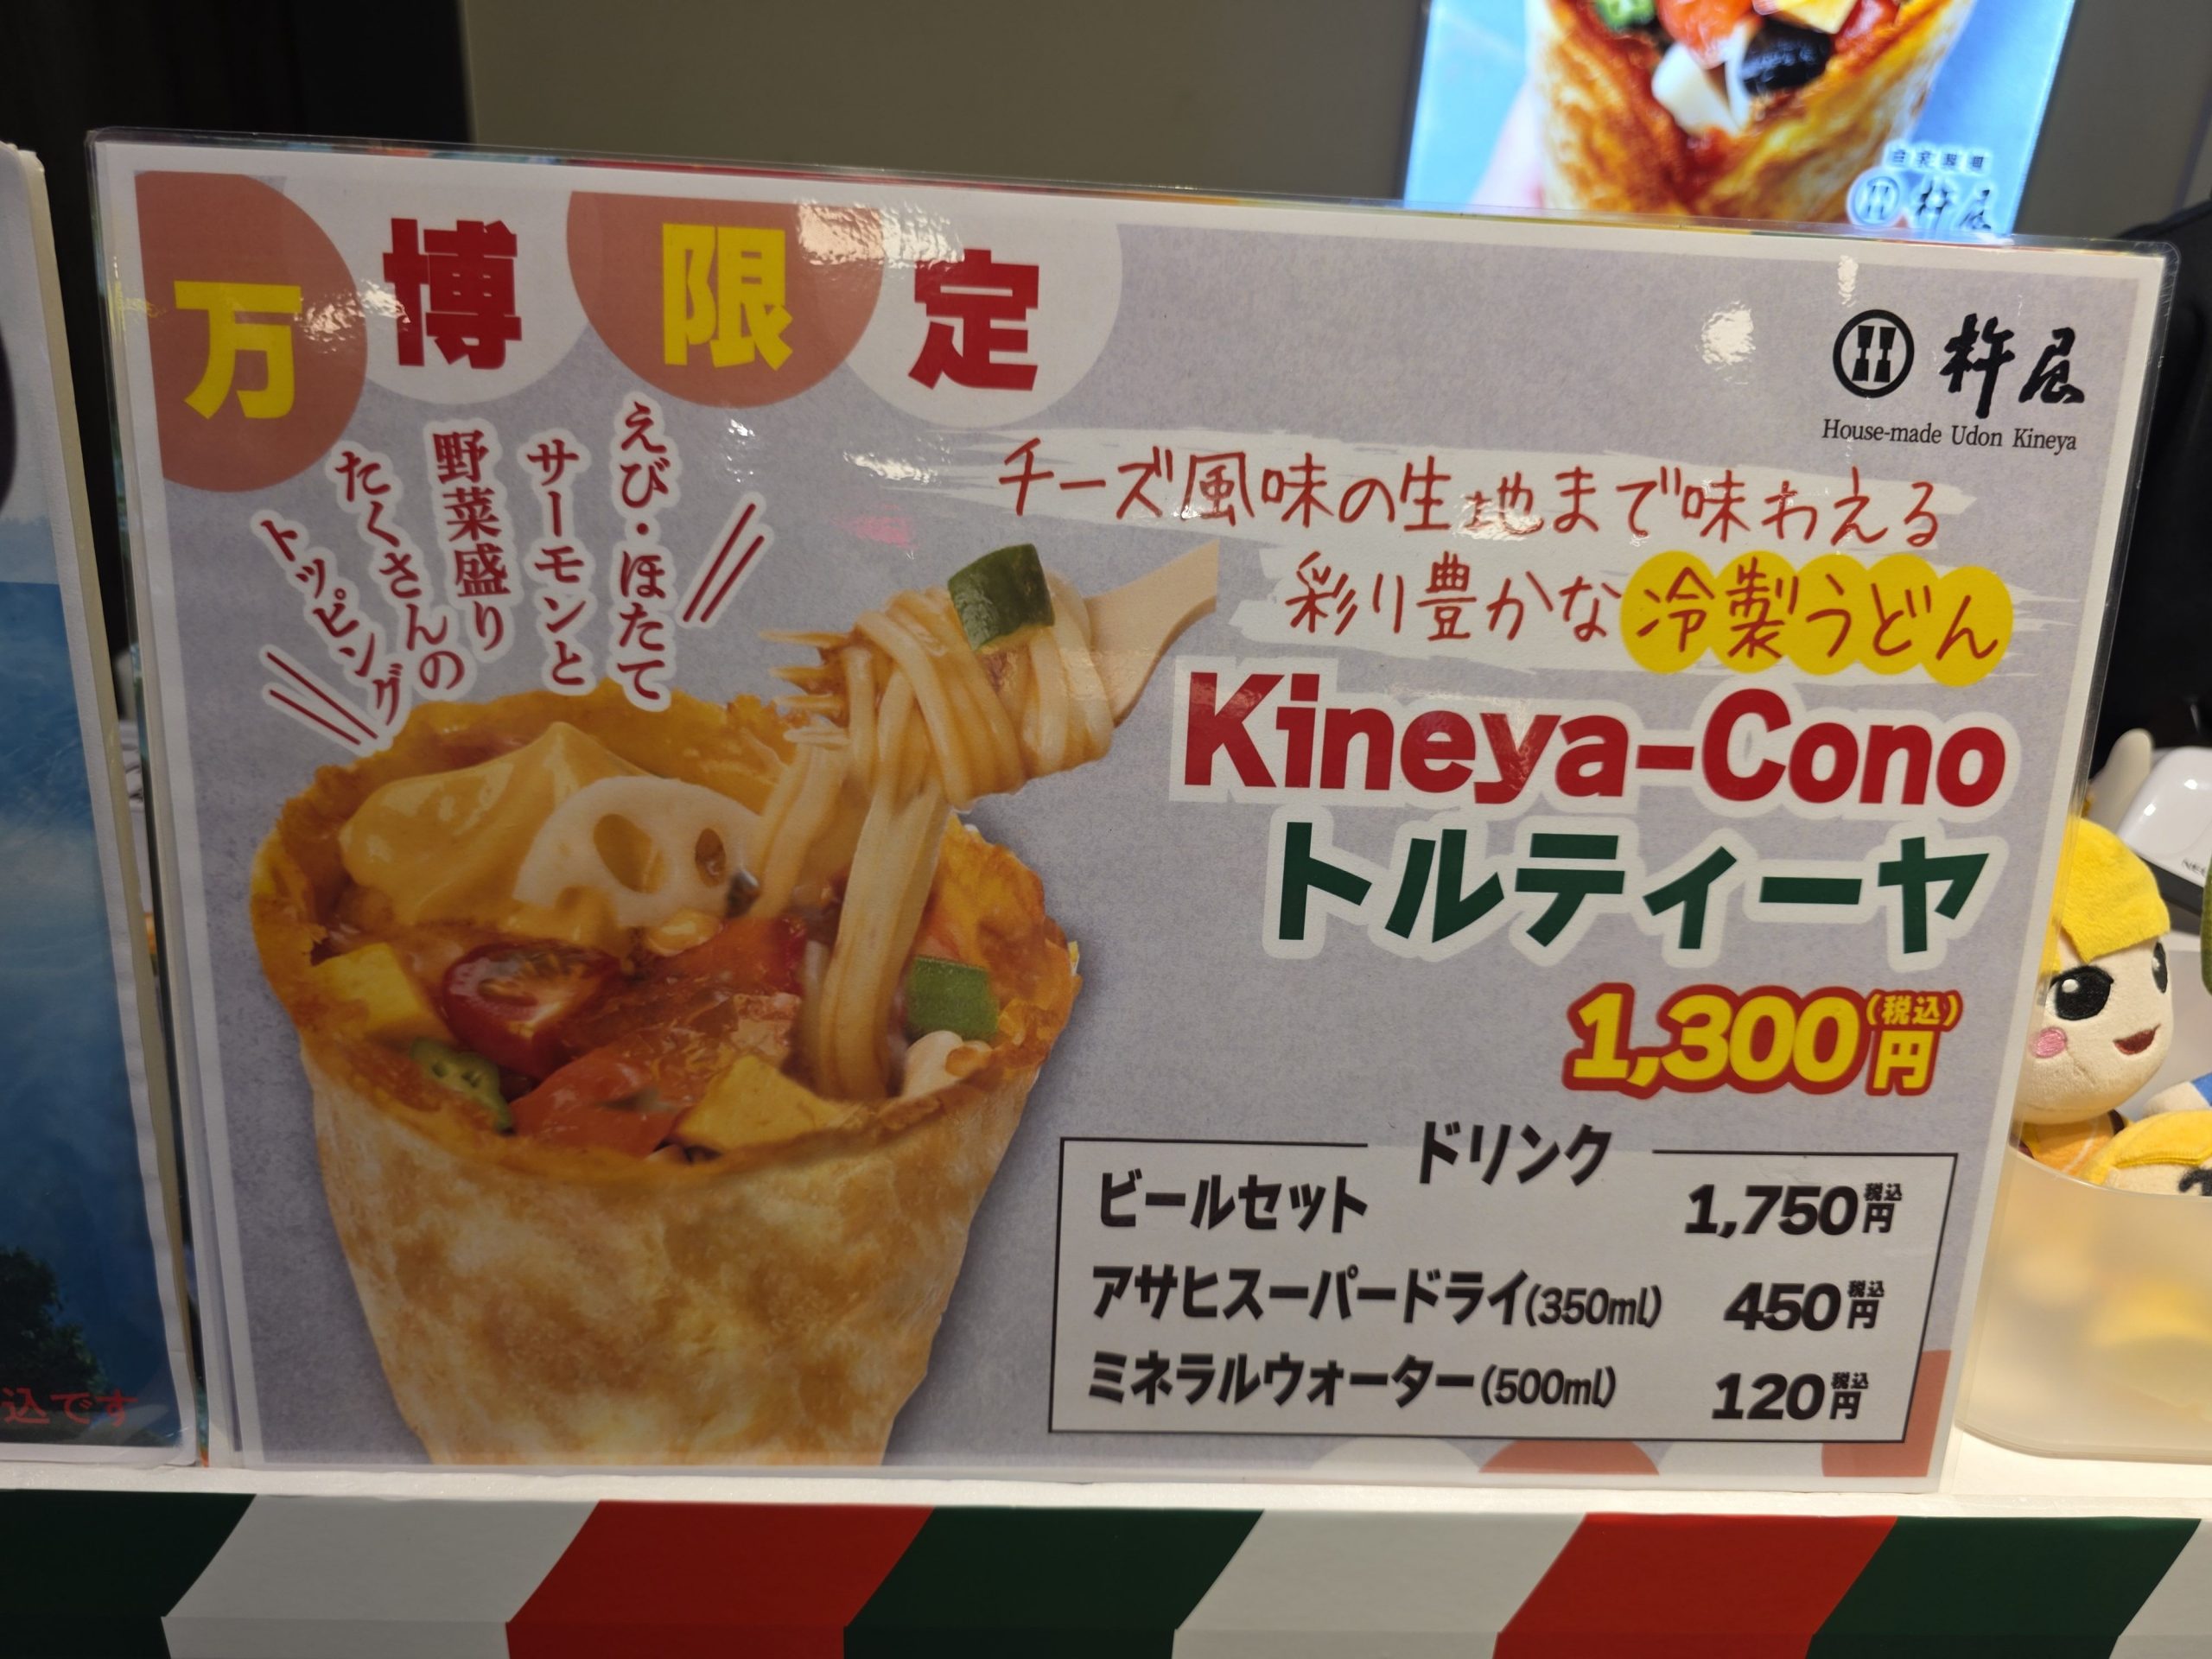 万博限定
杵屋
House-made Udon Kineya
えび・ほたて
サーモンと
野菜盛り
たくさんの
トッピング
チーズ風味の生地まで味わえる
彩り豊かな冷製うどん
Kineya-Cono
トルティーヤ
1,300円(税込)
ドリンク
ビールセット 1,750円税込
アサヒスーパードライ(350ml) 450円税込
ミネラルウォーター(500ml) 120円税込
込です
杵屋